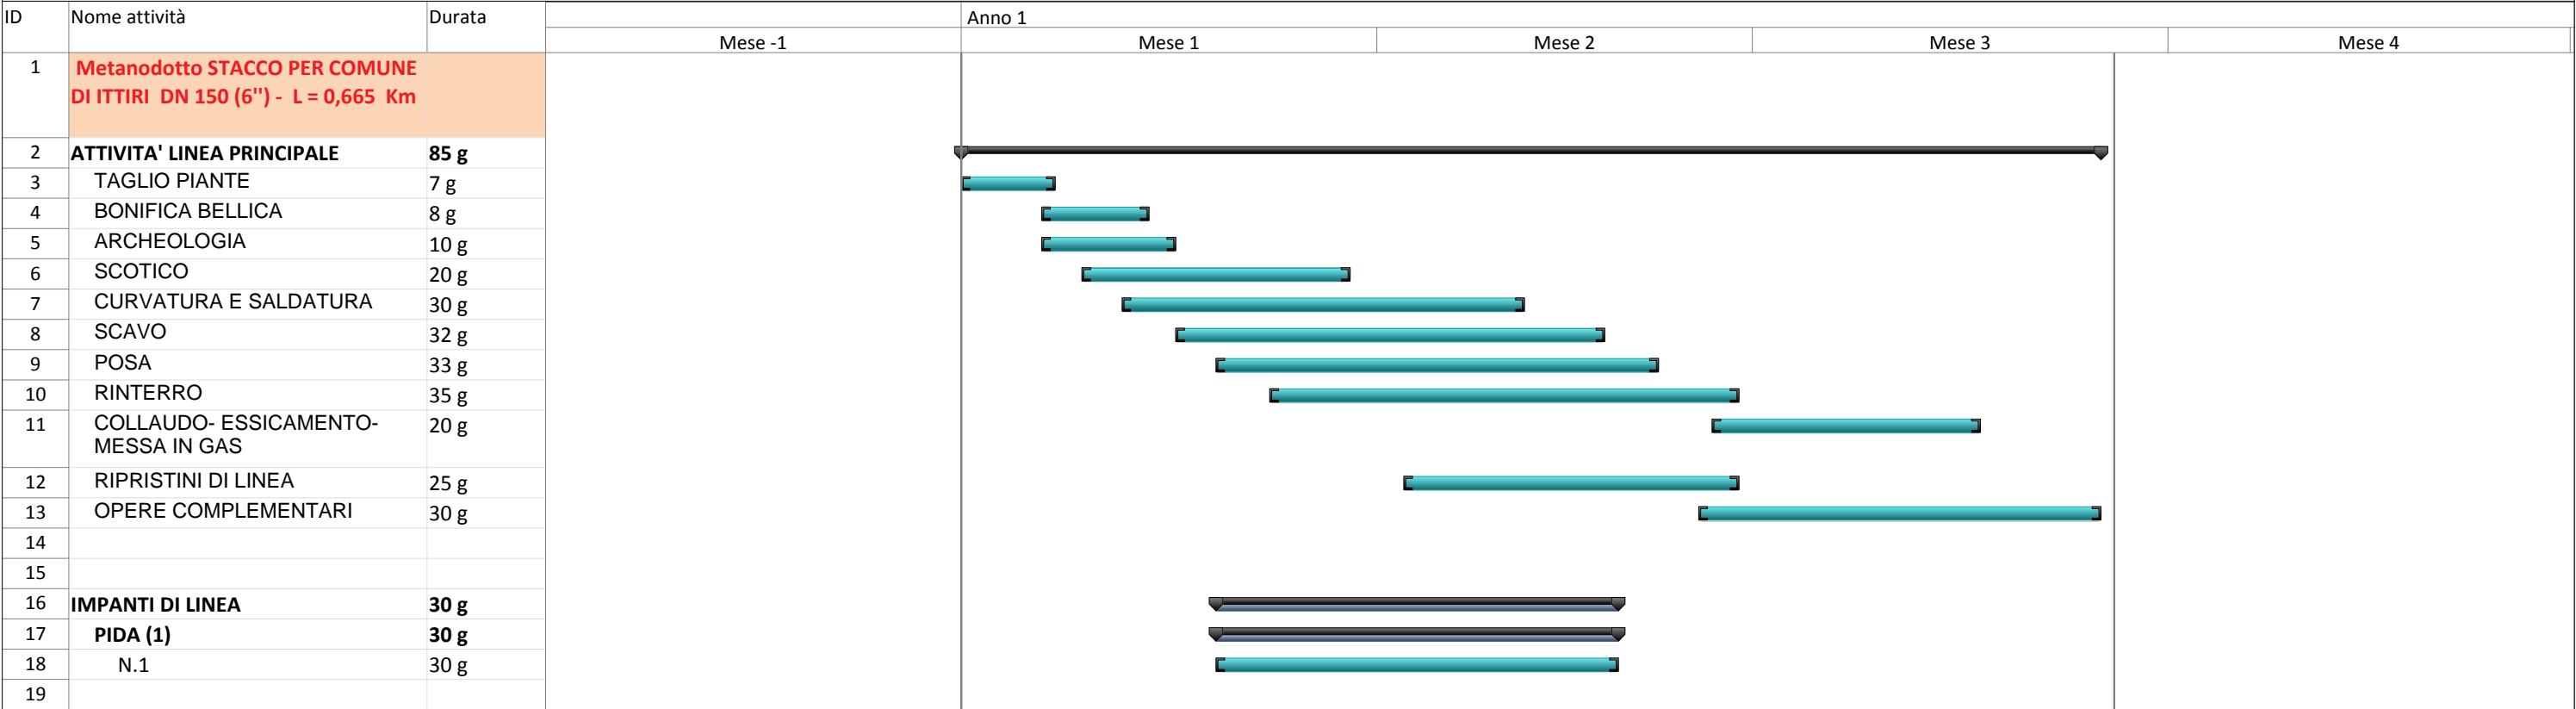 ID Nome attività Durata Anno 1
Mese -1 Mese 1 Mese 2 Mese 3 Mese 4
1 Metanodotto STACCO PER COMUNE
DI ITTIRI DN 150 (6'') - L = 0,665 Km
2 ATTIVITA' LINEA PRINCIPALE 85 g
3 TAGLIO PIANTE 7 g
4 BONIFICA BELLICA 8 g
5 ARCHEOLOGIA 10 g
6 SCOTICO 20 g
7 CURVATURA E SALDATURA 30 g
8 SCAVO 32 g
9 POSA 33 g
10 RINTERRO 35 g
11 COLLAUDO- ESSICAMENTO- 20 g
MESSA IN GAS
12 RIPRISTINI DI LINEA 25 g
13 OPERE COMPLEMENTARI 30 g
14
15
16 IMPANTI DI LINEA 30 g
17 PIDA (1) 30 g
18 N.1 30 g
19